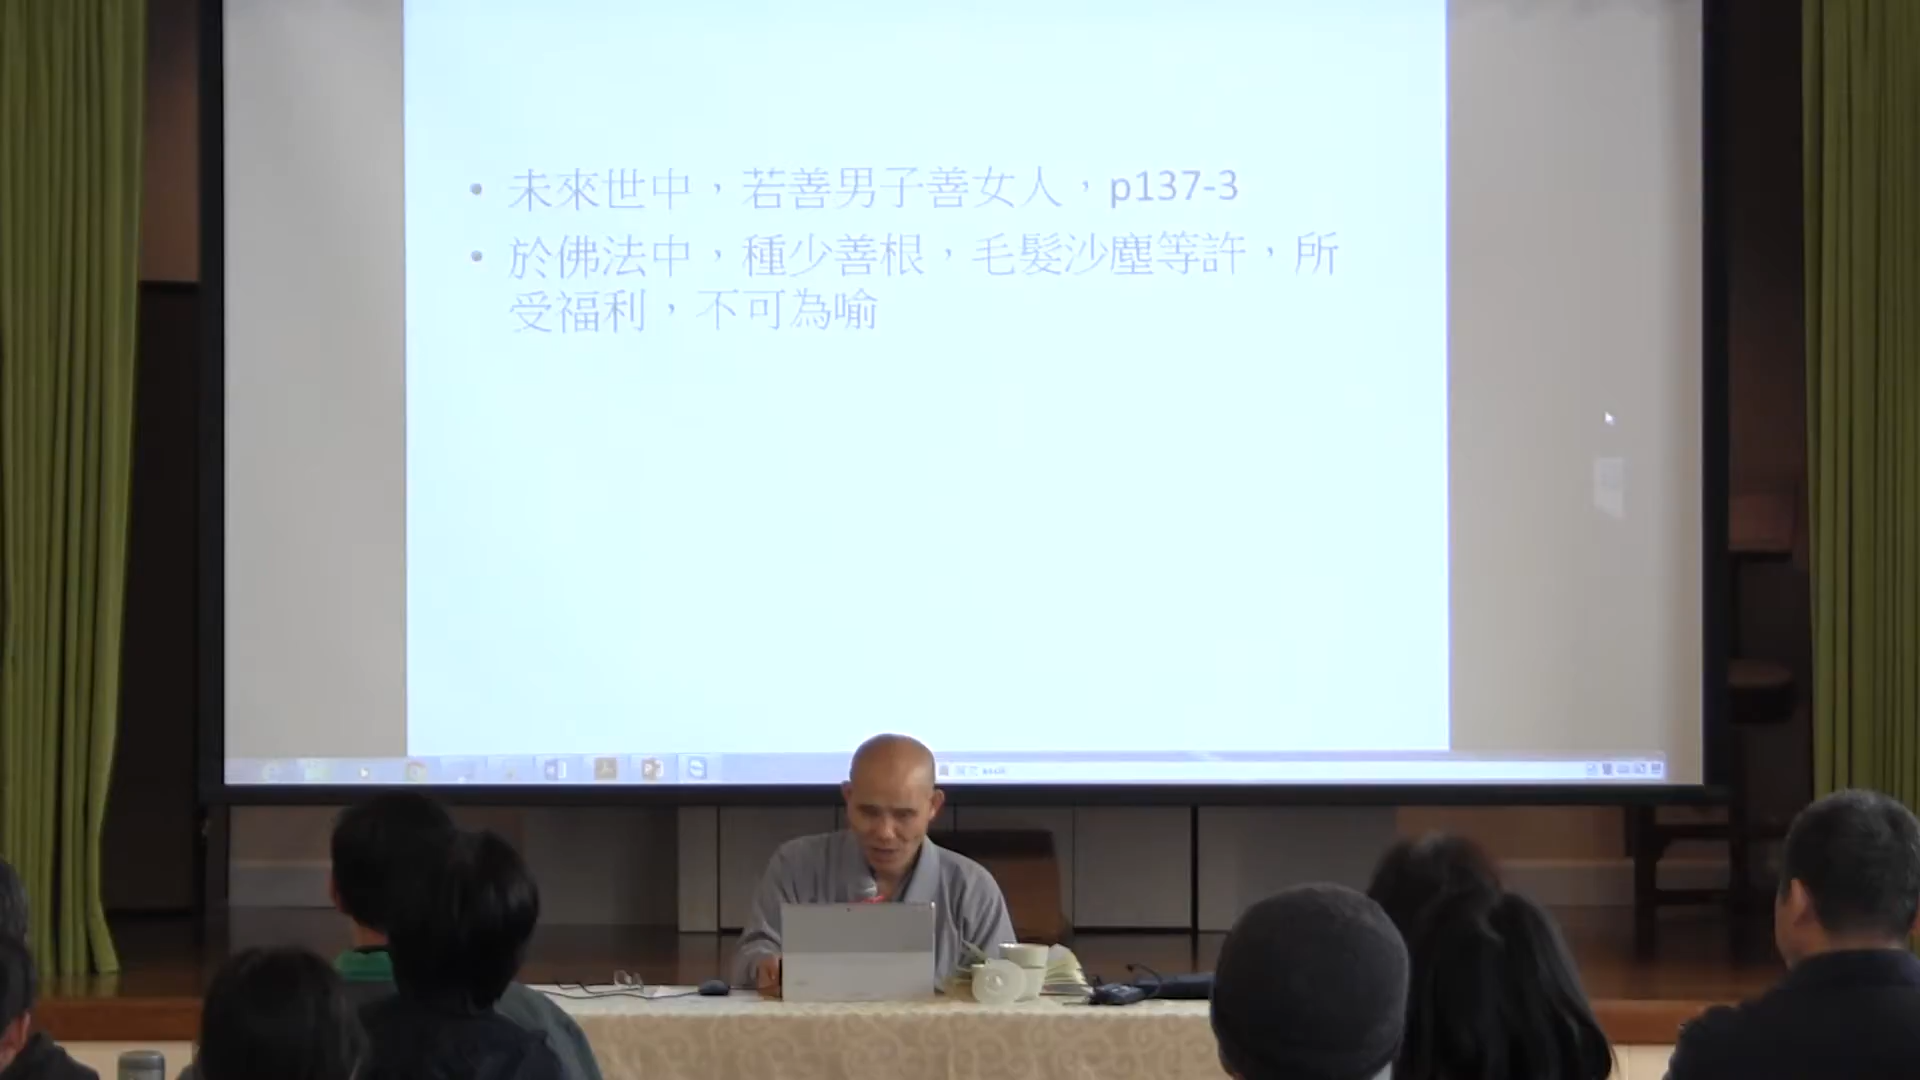 • 未來世中，若善男子善女人，p137-3
• 於佛法中，種少善根，毛髮沙塵等許，所
受福利，不可為喻